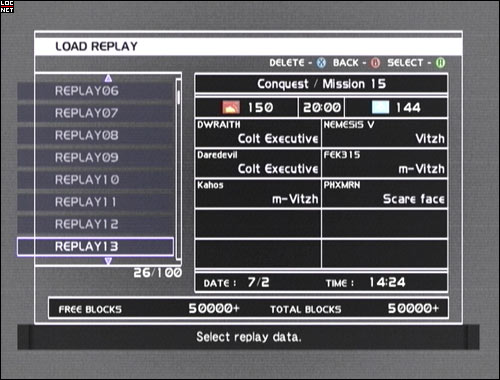 LOC
NET
LOAD REPLAY
DELETE - X BACK - B SELECT - A
REPLAY06
REPLAY07
REPLAY08
REPLAY09
REPLAY10
REPLAY11
REPLAY12
REPLAY13
26/100
Conquest / Mission 15
150 20:00 144
DWRAITH NEMESIS V
Colt Executive Vitzh
Daredevil FEK315
Colt Executive m-Vitzh
Kahos PHXMRN
m-Vitzh Scare face
DATE : 7/2 TIME : 14:24
FREE BLOCKS 50000+ TOTAL BLOCKS 50000+
Select replay data.